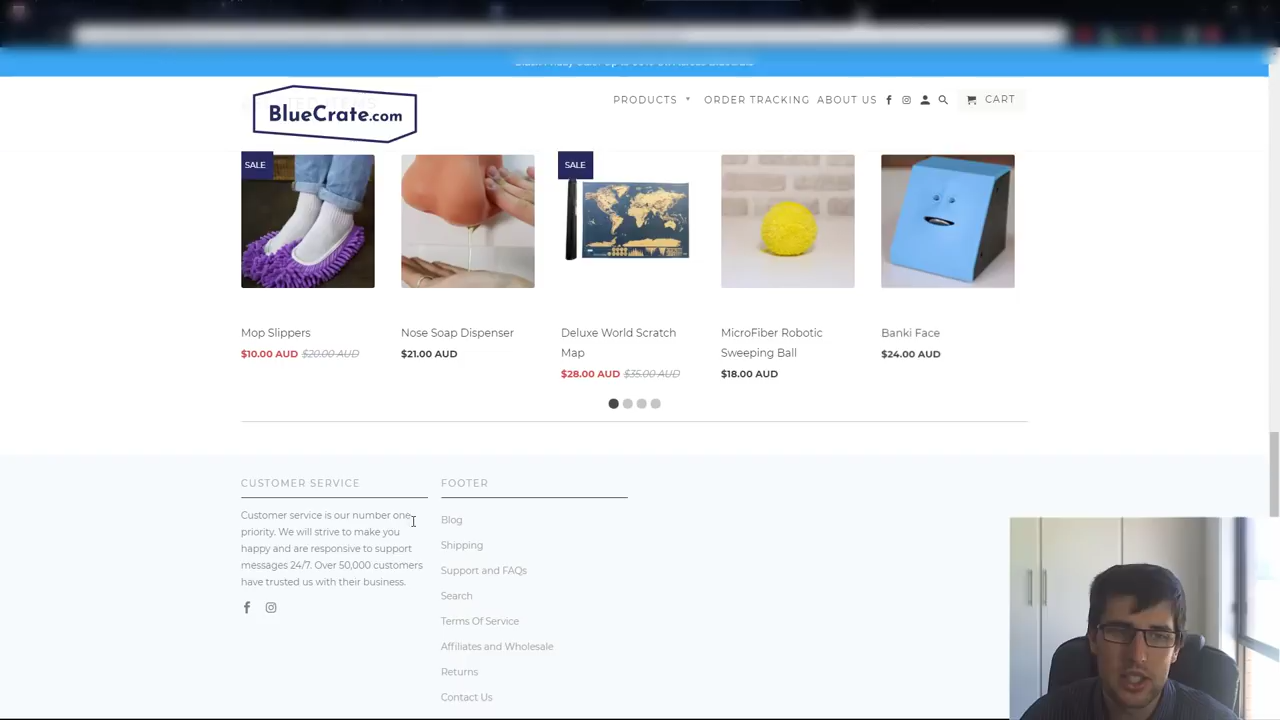 BlueCrate.com
PRODUCTS ORDER TRACKING ABOUT US CART
SALE
SALE
Mop Slippers
$10.00 AUD $20.00 AUD
Nose Soap Dispenser
$21.00 AUD
Deluxe World Scratch
Map
$28.00 AUD $35.00 AUD
MicroFiber Robotic
Sweeping Ball
$18.00 AUD
Banki Face
$24.00 AUD
CUSTOMER SERVICE
Customer service is our number one
priority. We will strive to make you
happy and are responsive to support
messages 24/7. Over 50,000 customers
have trusted us with their business.
FOOTER
Blog
Shipping
Support and FAQs
Search
Terms Of Service
Affiliates and Wholesale
Returns
Contact Us